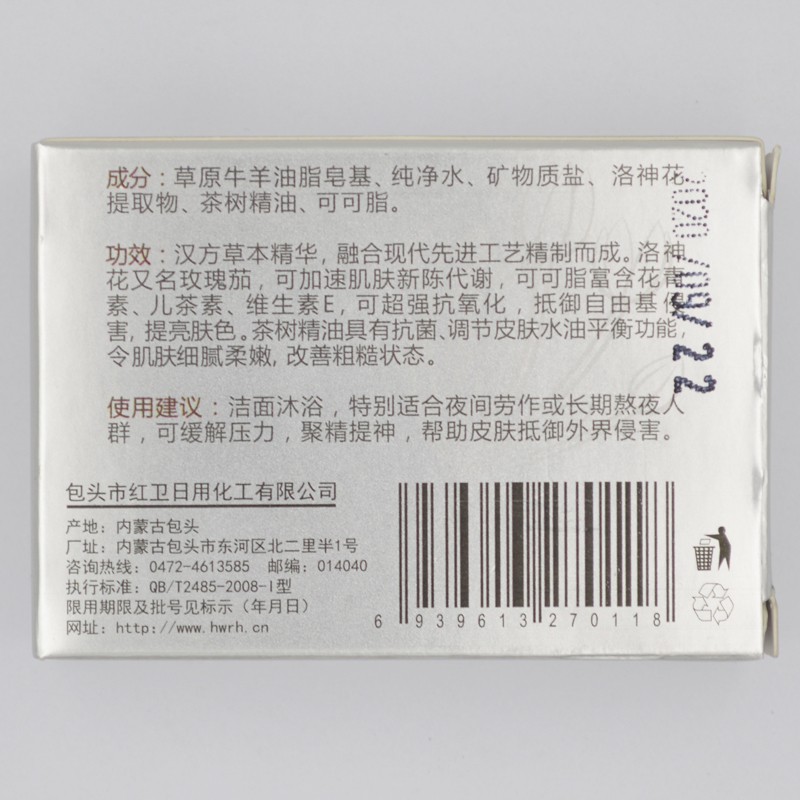 成分：草原牛羊油脂皂基、纯净水、矿物质盐、洛神花
提取物、茶树精油、可可脂。
功效：汉方草本精华，融合现代先进工艺精制而成。洛神
花又名玫瑰茄，可加速肌肤新陈代谢，可可脂富含花青
素、儿茶素、维生素E，可超强抗氧化，抵御自由基侵
害，提亮肤色。茶树精油具有抗菌、调节皮肤水油平衡功能，
令肌肤细腻柔嫩，改善粗糙状态。
使用建议：洁面沐浴，特别适合夜间劳作或长期熬夜人
群，可缓解压力，聚精提神，帮助皮肤抵御外界侵害。
2020/09/22
包头市红卫日用化工有限公司
产地：内蒙古包头
厂址：内蒙古包头市东河区北二里半1号
咨询热线：0472-4613585 邮编：014040
执行标准：QB/T2485-2008-I型
限用期限及批号见标示（年月日）
网址：http://www.hwrh.cn
6939613270118